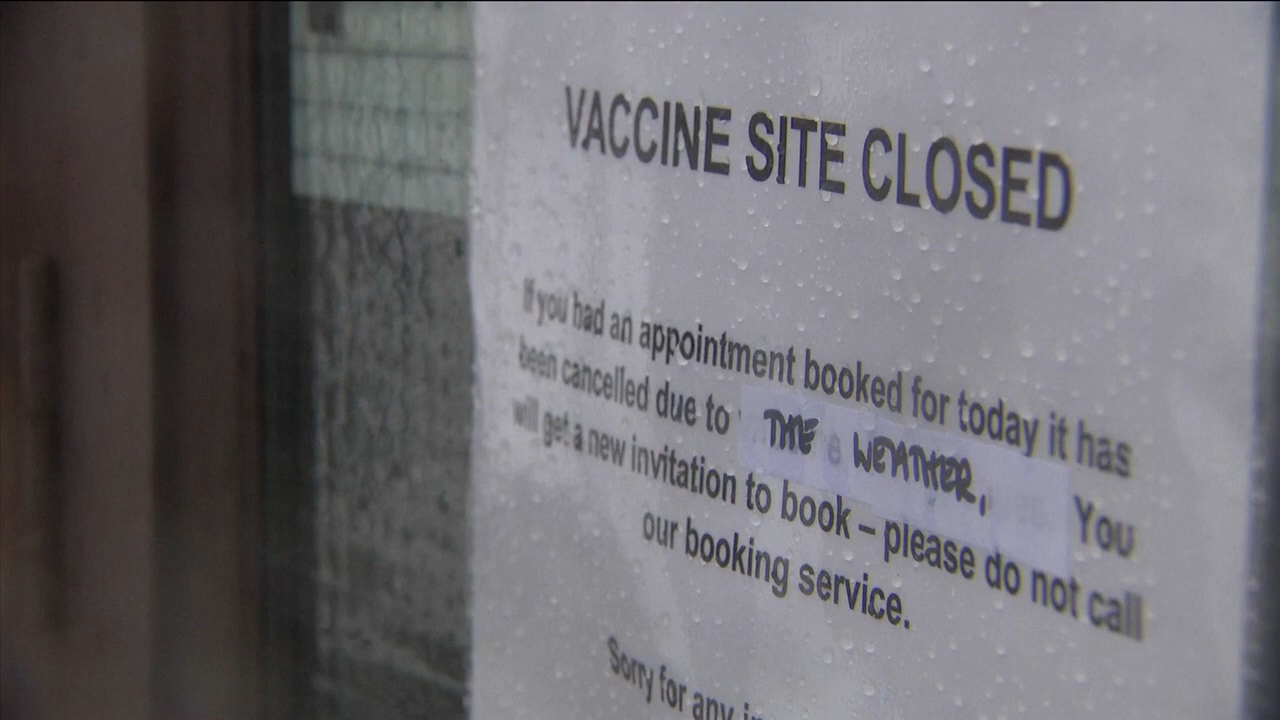 VACCINE SITE CLOSED
If you had an appointment booked for today it has
been cancelled due to THE WEATHER, You
will get a new invitation to book – please do not call
our booking service.
Sorry for any